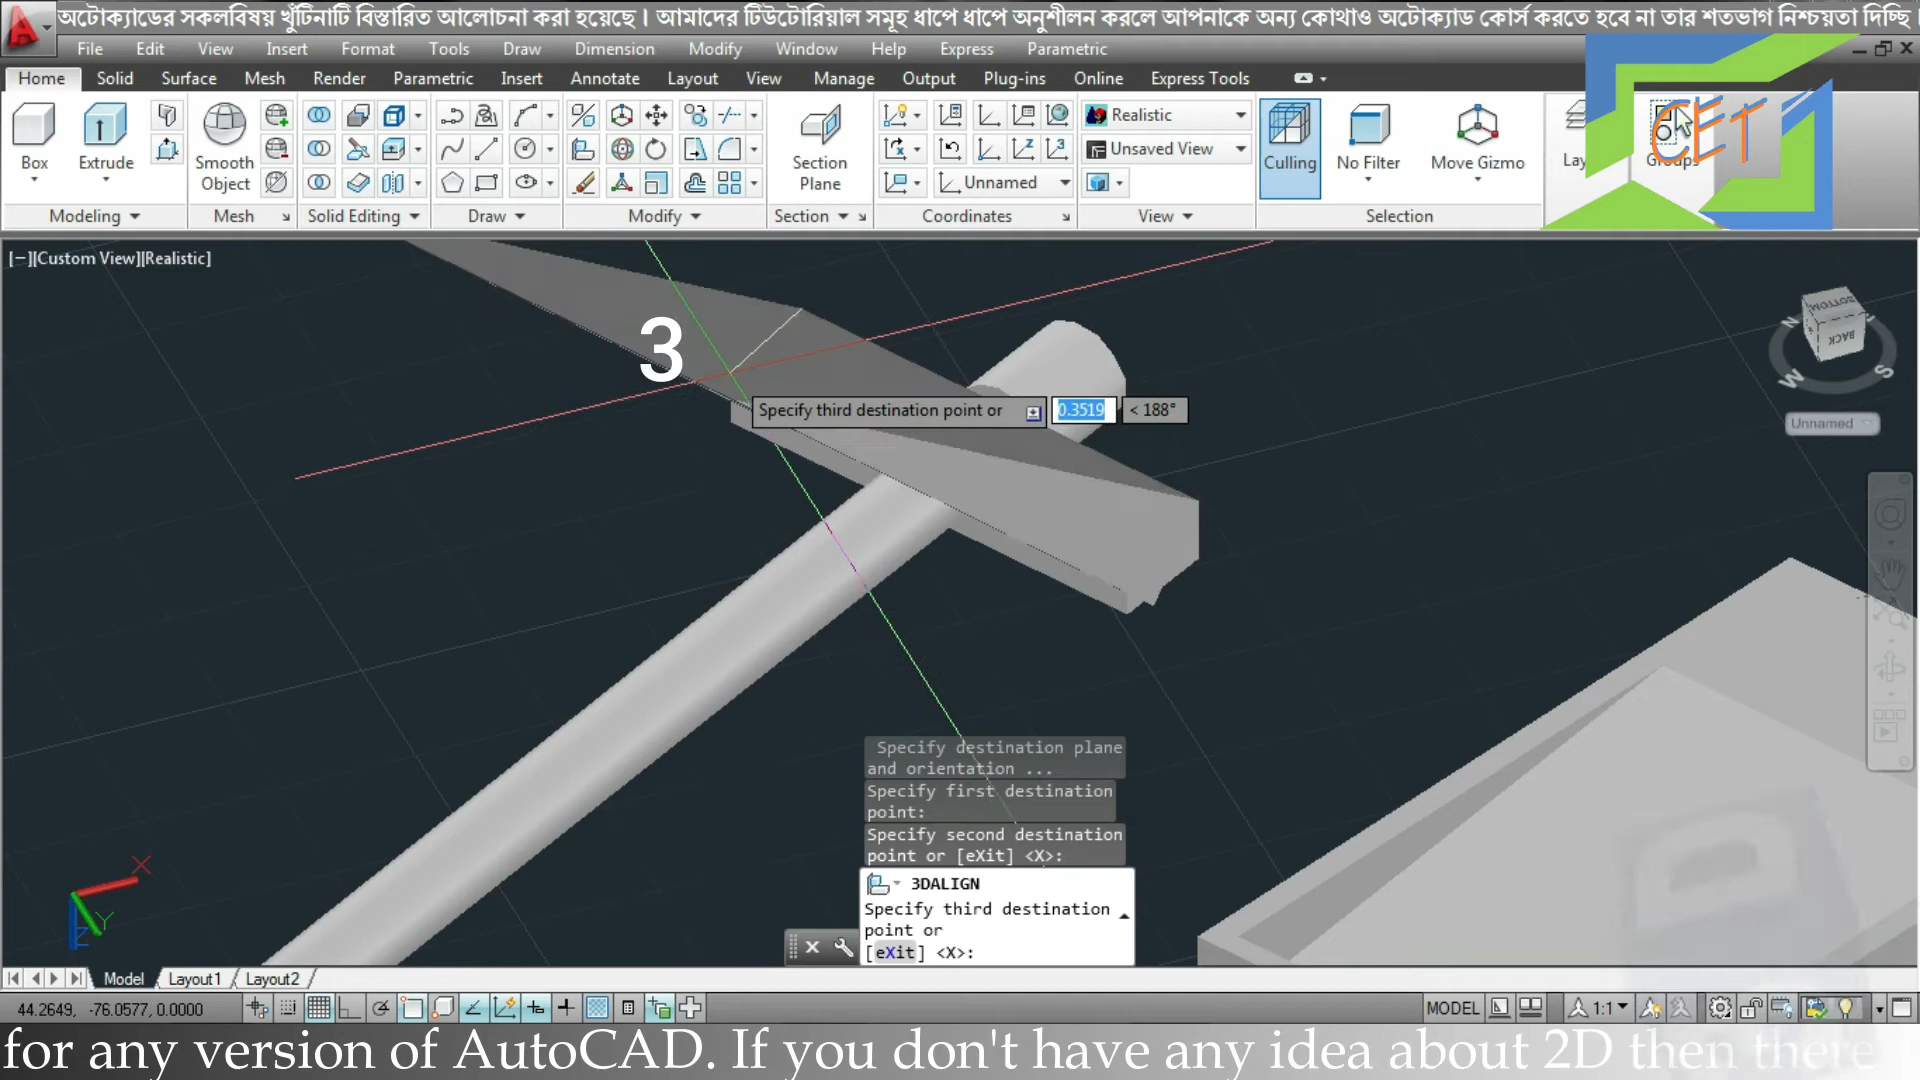 অটোক্যাডের সকলবিষয় খুঁটিনাটি বিস্তারিত আলোচনা করা হয়েছে। আমাদের টিউটোরিয়াল সমূহ ধাপে ধাপে অনুশীলন করলে আপনাকে অন্য কোথাও অটোক্যাড কোর্স করতে হবে না তার শতভাগ নিশ্চয়তা দিচ্ছি
File Edit View Insert Format Tools Draw Dimension Modify Window Help Express Parametric
Home Solid Surface Mesh Render Parametric Insert Annotate Layout View Manage Output Plug-ins Online Express Tools
Realistic
Unsaved View
Unnamed
Box Extrude Smooth Object Section Plane Culling No Filter Move Gizmo Groups
CET
Modeling Mesh Solid Editing Draw Modify Section Coordinates View Selection
[−][Custom View][Realistic]
BOTTOM
BACK
N W S
Unnamed
3
Specify third destination point or 0.3519 < 188°
Specify destination plane
and orientation ...
Specify first destination
point:
Specify second destination
point or [eXit] <X>:
3DALIGN
Specify third destination
point or
[eXit] <X>:
X
Y
Z
Model Layout1 Layout2
44.2649, -76.0577, 0.0000 MODEL 1:1
for any version of AutoCAD. If you don't have any idea about 2D then there